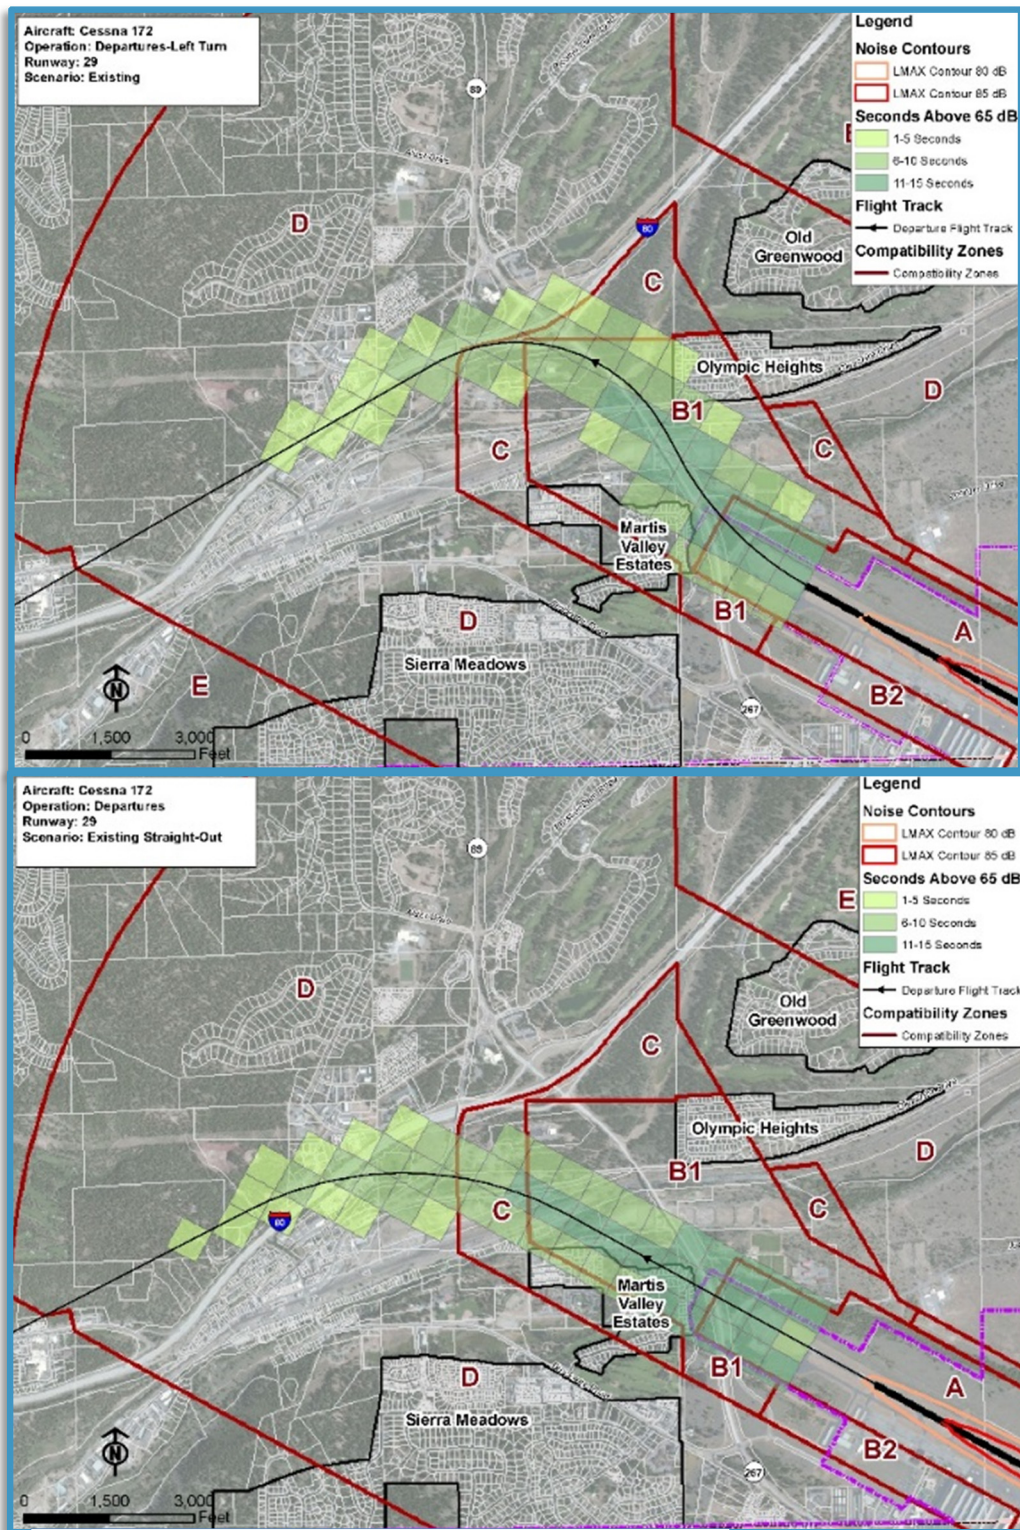 Aircraft: Cessna 172
Operation: Departures-Left Turn
Runway: 29
Scenario: Existing
Legend
Noise Contours
LMAX Contour 80 dB
LMAX Contour 85 dB
Seconds Above 65 dB
1-5 Seconds
6-10 Seconds
11-15 Seconds
Flight Track
Departure Flight Track
Compatibility Zones
Compatibility Zones
89
D
80
Old
Greenwood
C
Olympic Heights
B1
D
C
C
Martis
Valley
Estates
B1
D
A
Sierra Meadows
E
B2
N
267
0 1,500 3,000
Feet
Aircraft: Cessna 172
Operation: Departures
Runway: 29
Scenario: Existing Straight-Out
Legend
Noise Contours
LMAX Contour 80 dB
LMAX Contour 85 dB
Seconds Above 65 dB
1-5 Seconds
6-10 Seconds
11-15 Seconds
Flight Track
Departure Flight Track
Compatibility Zones
Compatibility Zones
89
E
D
Old
Greenwood
C
Olympic Heights
B1
D
C
C
80
Martis
Valley
Estates
B1
D
A
Sierra Meadows
B2
N
267
0 1,500 3,000
Feet